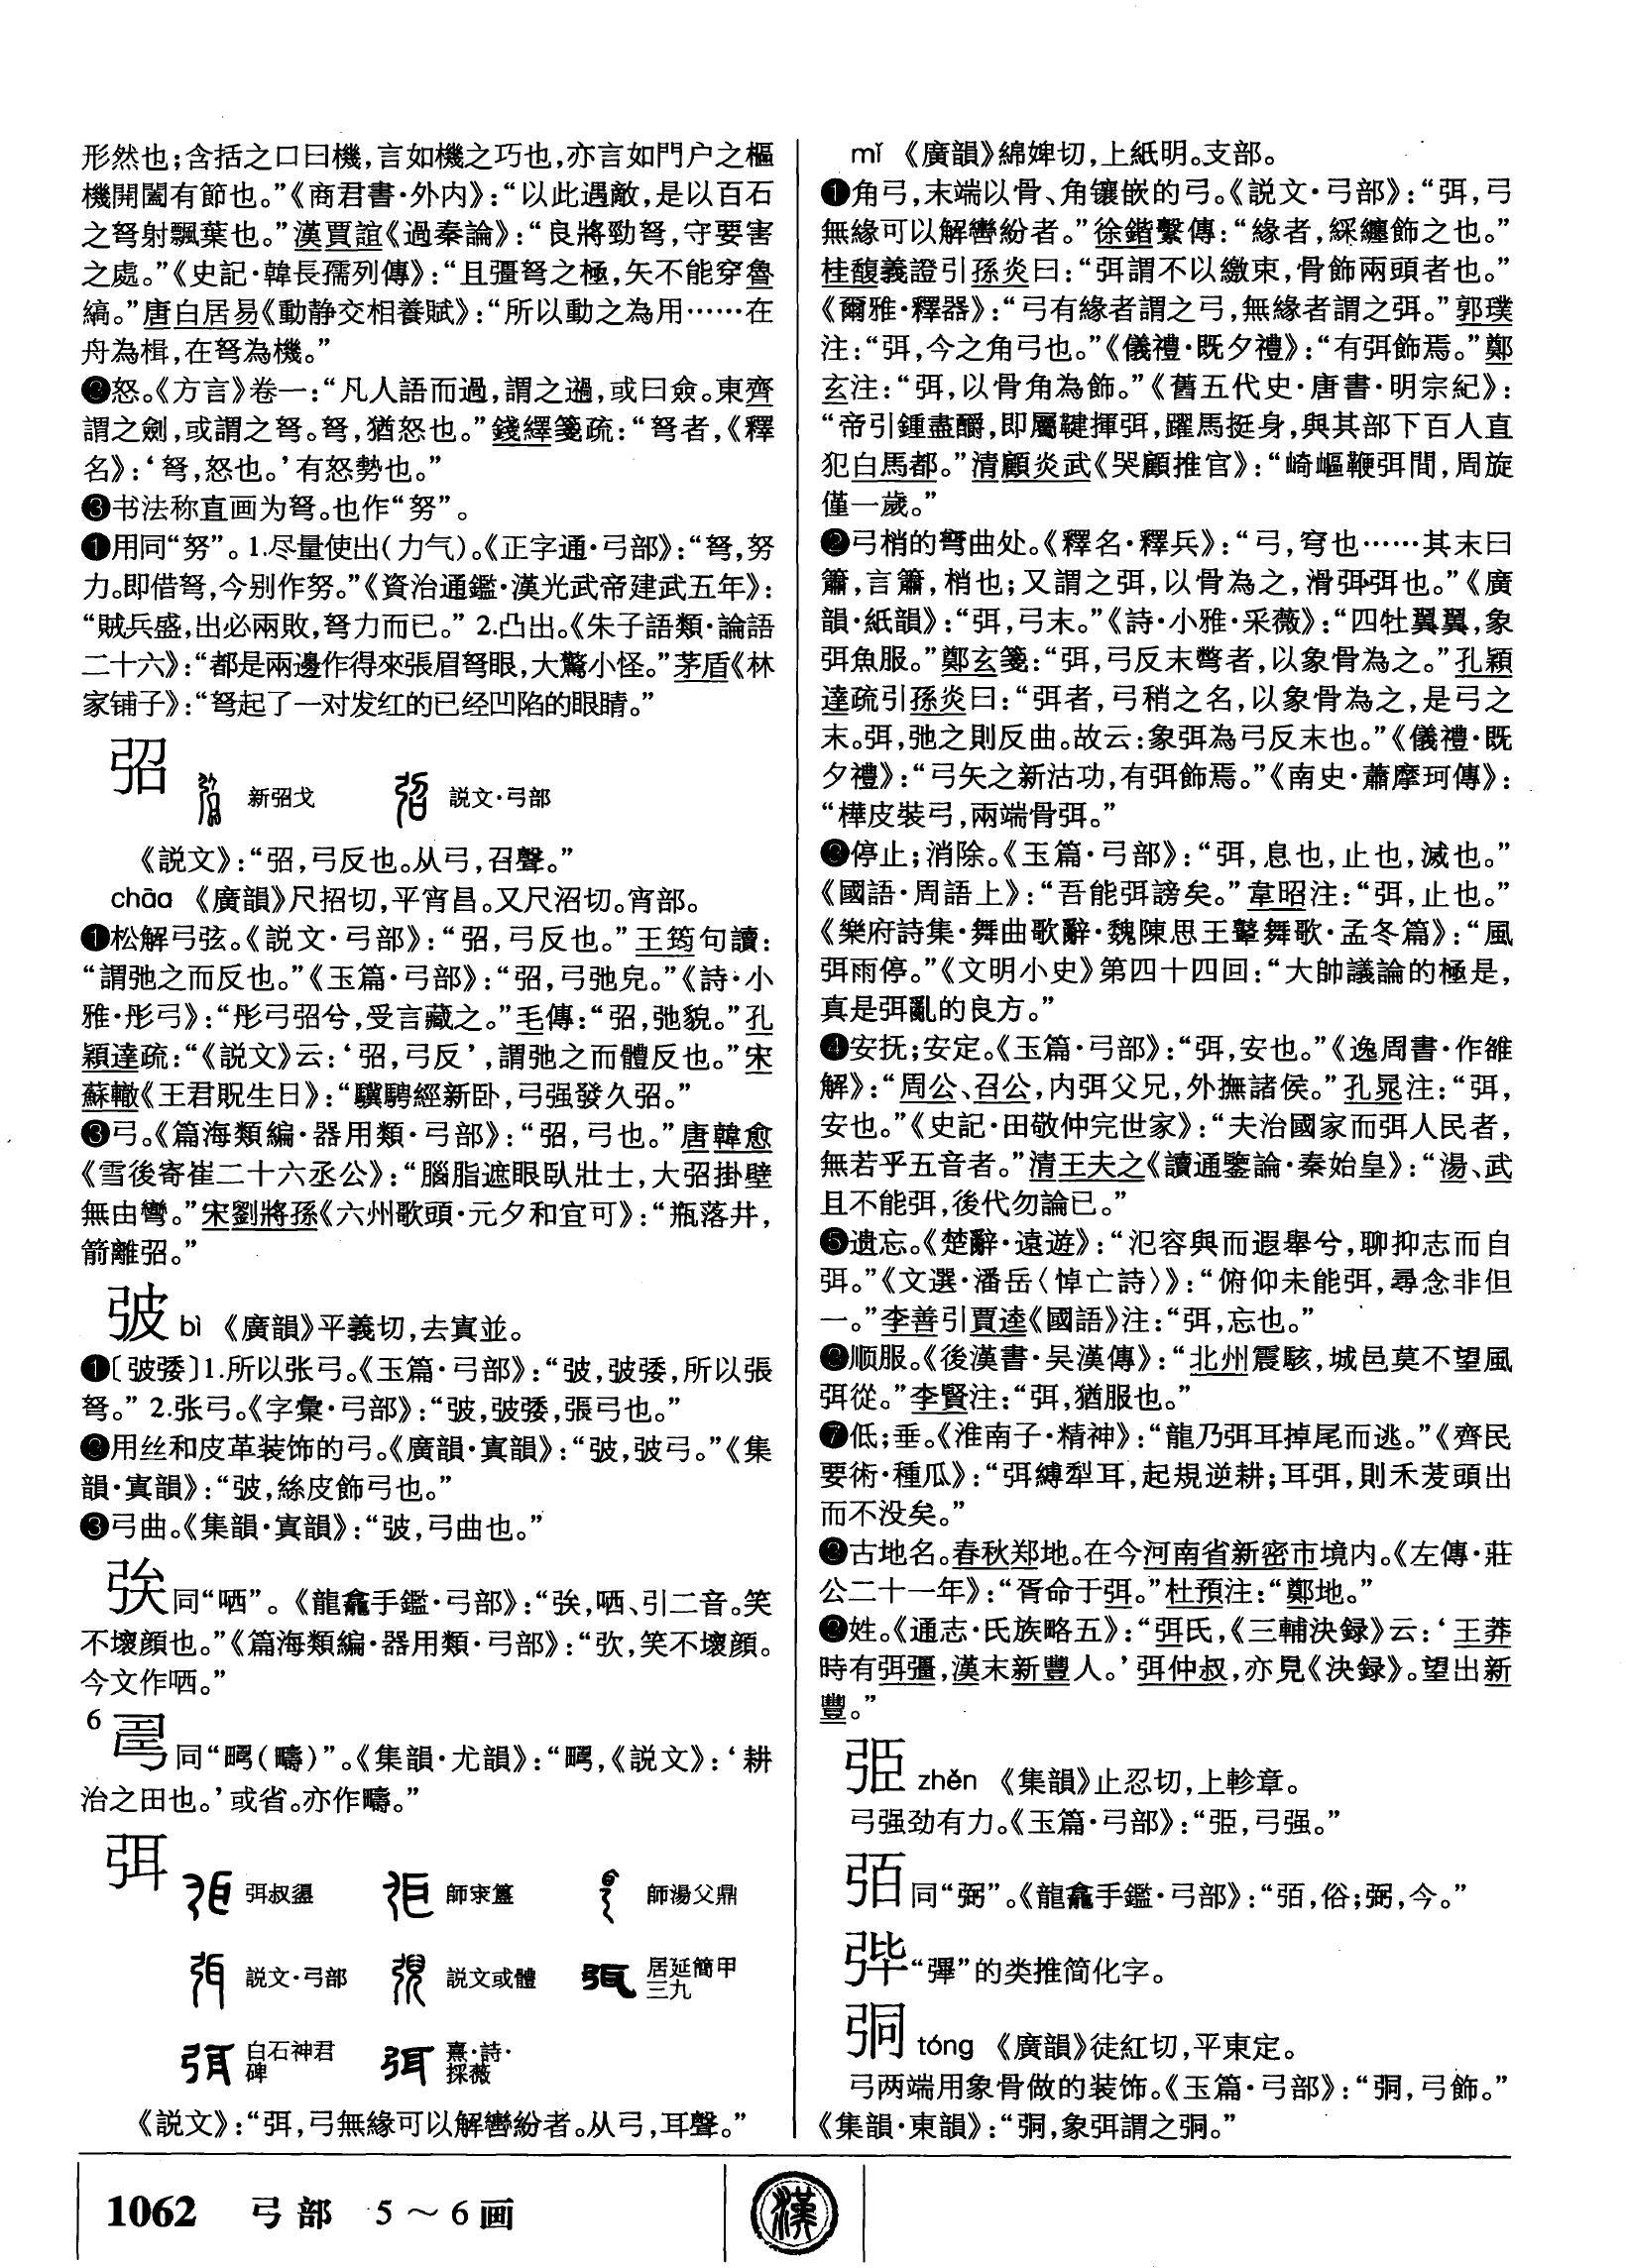 形然也；含括之口曰機，言如機之巧也，亦言如門户之樞
機開闔有節也。”《商君書·外内》：“以此遇敵，是以百石
之弩射飄葉也。”漢賈誼《過秦論》：“良將勁弩，守要害
之處。”《史記·韓長孺列傳》：“且彊弩之極，矢不能穿魯
縞。”唐白居易《動静交相養賦》：“所以動之為用……在
舟為楫，在弩為機。”
❷怒。《方言》卷一：“凡人語而過，謂之𨔣，或曰僉。東齊
謂之劍，或謂之弩。弩，猶怒也。”錢繹箋疏：“弩者，《釋
名》：‘弩，怒也。’有怒勢也。”
❸书法称直画为弩。也作“努”。
❶用同“努”。1.尽量使出（力气）。《正字通·弓部》：“弩，努
力。即借弩，今别作努。”《資治通鑑·漢光武帝建武五年》：
“賊兵盛，出必兩敗，弩力而已。” 2.凸出。《朱子語類·論語
二十六》：“都是兩邊作得來張眉弩眼，大驚小怪。”茅盾《林
家铺子》：“弩起了一对发红的已经凹陷的眼睛。”
弨
新弨戈 説文·弓部
《説文》：“弨，弓反也。从弓，召聲。”
chāo 《廣韻》尺招切，平宵昌。又尺沼切。宵部。
❶松解弓弦。《説文·弓部》：“弨，弓反也。”王筠句讀：
“謂弛之而反也。”《玉篇·弓部》：“弨，弓弛皃。”《詩·小
雅·彤弓》：“彤弓弨兮，受言藏之。”毛傳：“弨，弛貌。”孔
穎達疏：“《説文》云：‘弨，弓反’，謂弛之而體反也。”宋
蘇轍《王君貺生日》：“驥騁經新卧，弓强發久弨。”
❸弓。《篇海類編·器用類·弓部》：“弨，弓也。”唐韓愈
《雪後寄崔二十六丞公》：“腦脂遮眼臥壯士，大弨掛壁
無由彎。”宋劉將孫《六州歌頭·元夕和宜可》：“瓶落井，
箭離弨。”
㢰 bì 《廣韻》平義切，去寘並。
❶〔㢰㢻〕1.所以张弓。《玉篇·弓部》：“㢰，㢰㢻，所以張
弩。” 2.张弓。《字彙·弓部》：“㢰，㢰㢻，張弓也。”
❷用丝和皮革装饰的弓。《廣韻·寘韻》：“㢰，㢰弓。”《集
韻·寘韻》：“㢰，絲皮飾弓也。”
❸弓曲。《集韻·寘韻》：“㢰，弓曲也。”
同“哂”。《龍龕手鑑·弓部》：“，哂、引二音。笑
不壞顔也。”《篇海類編·器用類·弓部》：“弞，笑不壞顔。
今文作哂。”
6 同“（疇）”。《集韻·尤韻》：“，《説文》：‘耕
治之田也。’或省。亦作疇。”
弭
弭叔盨 師㝨簋 師湯父鼎
説文·弓部 説文或體 居延簡甲三九
白石神君碑 熹·詩·採薇
《説文》：“弭，弓無緣可以解轡紛者。从弓，耳聲。”
mǐ 《廣韻》綿婢切，上紙明。支部。
❶角弓，末端以骨、角镶嵌的弓。《説文·弓部》：“弭，弓
無緣可以解轡紛者。”徐鍇繫傳：“緣者，綵纏飾之也。”
桂馥義證引孫炎曰：“弭謂不以繳束，骨飾兩頭者也。”
《爾雅·釋器》：“弓有緣者謂之弓，無緣者謂之弭。”郭璞
注：“弭，今之角弓也。”《儀禮·既夕禮》：“有弭飾焉。”鄭
玄注：“弭，以骨角為飾。”《舊五代史·唐書·明宗紀》：
“帝引鍾盡釂，即屬鞬揮弭，躍馬挺身，與其部下百人直
犯白馬都。”清顧炎武《哭顧推官》：“崎嶇鞭弭間，周旋
僅一歲。”
❷弓梢的彎曲处。《釋名·釋兵》：“弓，穹也……其末曰
簫，言簫，梢也；又謂之弭，以骨為之，滑弭弭也。”《廣
韻·紙韻》：“弭，弓末。”《詩·小雅·采薇》：“四牡翼翼，象
弭魚服。”鄭玄箋：“弭，弓反末彆者，以象骨為之。”孔穎
達疏引孫炎曰：“弭者，弓稍之名，以象骨為之，是弓之
末。弭，弛之則反曲。故云：象弭為弓反末也。”《儀禮·既
夕禮》：“弓矢之新沽功，有弭飾焉。”《南史·蕭摩珂傳》：
“樺皮裝弓，兩端骨弭。”
❸停止；消除。《玉篇·弓部》：“弭，息也，止也，滅也。”
《國語·周語上》：“吾能弭謗矣。”韋昭注：“弭，止也。”
《樂府詩集·舞曲歌辭·魏陳思王鼙舞歌·孟冬篇》：“風
弭雨停。”《文明小史》第四十四回：“大帥議論的極是，
真是弭亂的良方。”
❹安抚；安定。《玉篇·弓部》：“弭，安也。”《逸周書·作雒
解》：“周公、召公，内弭父兄，外撫諸侯。”孔晁注：“弭，
安也。”《史記·田敬仲完世家》：“夫治國家而弭人民者，
無若乎五音者。”清王夫之《讀通鑒論·秦始皇》：“湯、武
且不能弭，後代勿論已。”
❺遗忘。《楚辭·遠遊》：“氾容與而遐舉兮，聊抑志而自
弭。”《文選·潘岳〈悼亡詩〉》：“俯仰未能弭，尋念非但
一。”李善引賈逵《國語》注：“弭，忘也。”
❻顺服。《後漢書·吴漢傳》：“北州震駭，城邑莫不望風
弭從。”李賢注：“弭，猶服也。”
❼低；垂。《淮南子·精神》：“龍乃弭耳掉尾而逃。”《齊民
要術·種瓜》：“弭縛犁耳，起規逆耕；耳弭，則禾茇頭出
而不没矣。”
❽古地名。春秋郑地。在今河南省新密市境内。《左傳·莊
公二十一年》：“胥命于弭。”杜預注：“鄭地。”
❾姓。《通志·氏族略五》：“弭氏，《三輔決録》云：‘王莽
時有弭彊，漢末新豐人。’弭仲叔，亦見《決録》。望出新
豐。”
弫 zhěn 《集韻》止忍切，上軫章。
弓强劲有力。《玉篇·弓部》：“弫，弓强。”
弬同“弼”。《龍龕手鑑·弓部》：“，俗；弼，今。”
“彃”的类推简化字。
㢥 tóng 《廣韻》徒紅切，平東定。
弓两端用象骨做的装饰。《玉篇·弓部》：“㢥，弓飾。”
《集韻·東韻》：“㢥，象弭謂之㢥。”
1062 弓部 5～6画
漢